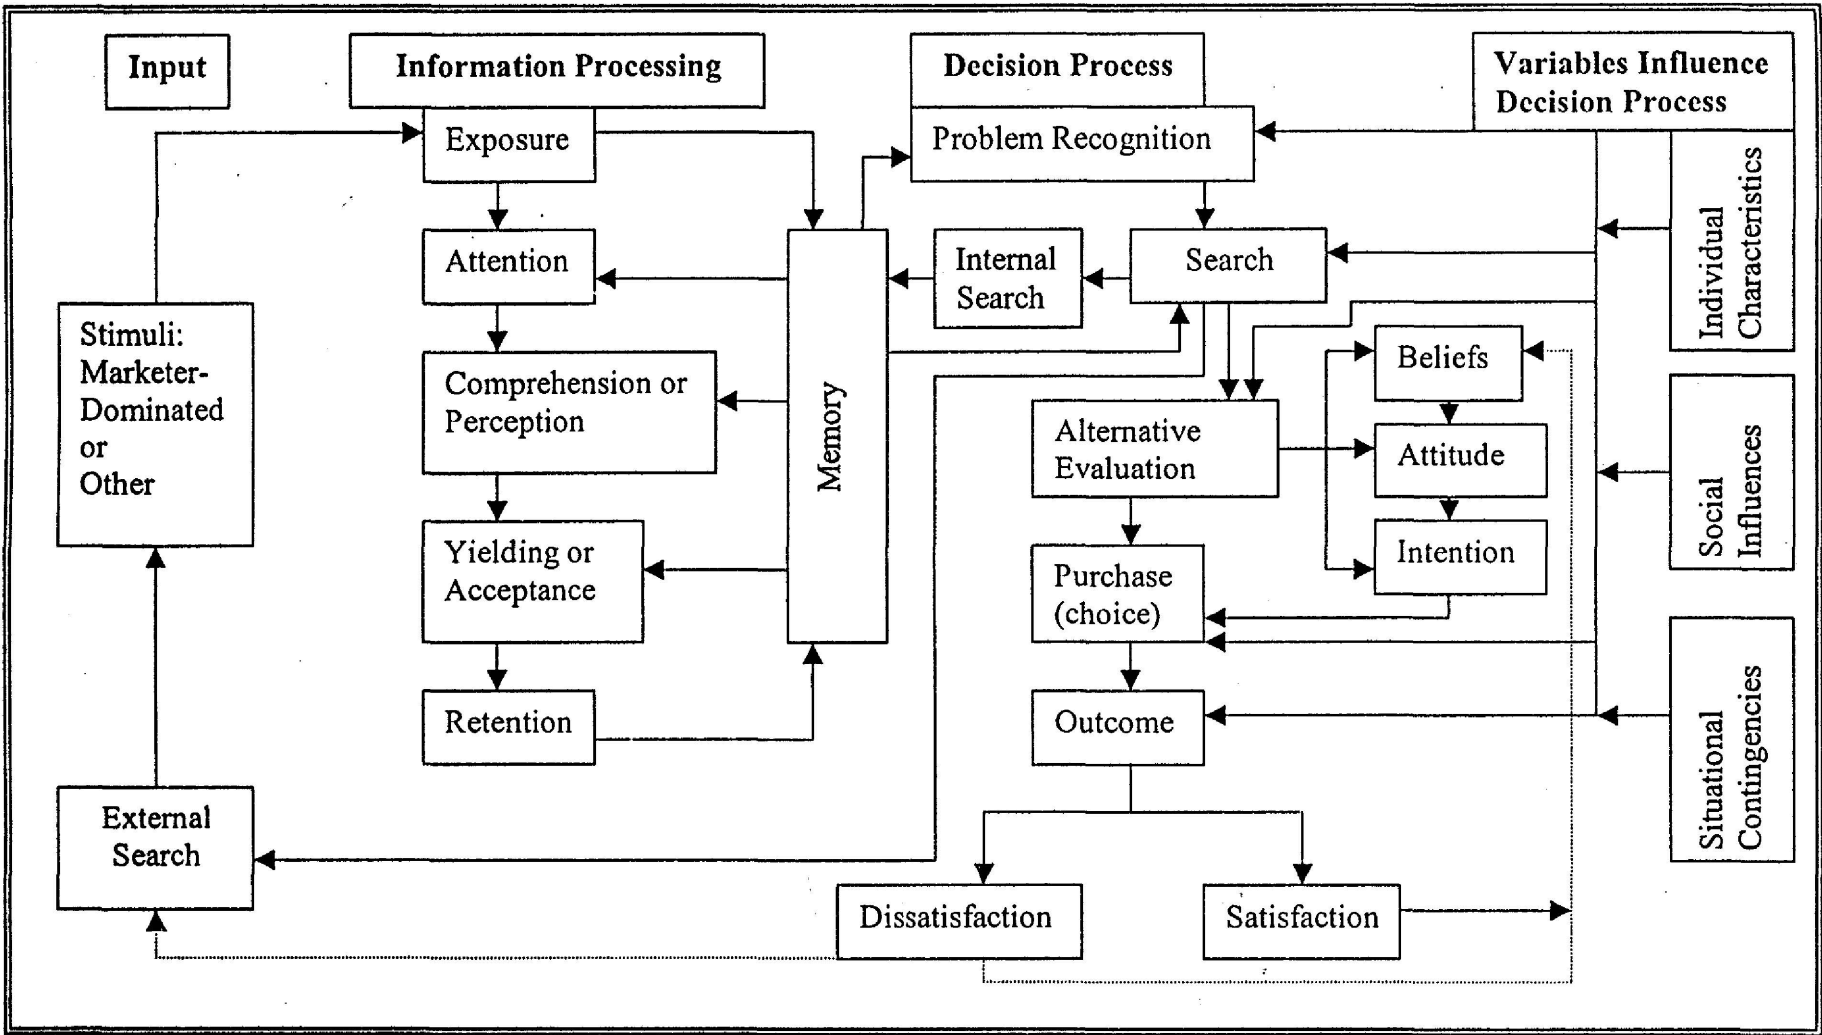 Input
Information Processing
Decision Process
Variables Influence
Decision Process
Exposure
Problem Recognition
Attention
Internal
Search
Search
Individual
Characteristics
Stimuli:
Marketer-
Dominated
or
Other
Comprehension or
Perception
Memory
Alternative
Evaluation
Beliefs
Attitude
Intention
Social
Influences
Yielding or
Acceptance
Purchase
(choice)
Retention
Outcome
Situational
Contingencies
External
Search
Dissatisfaction
Satisfaction